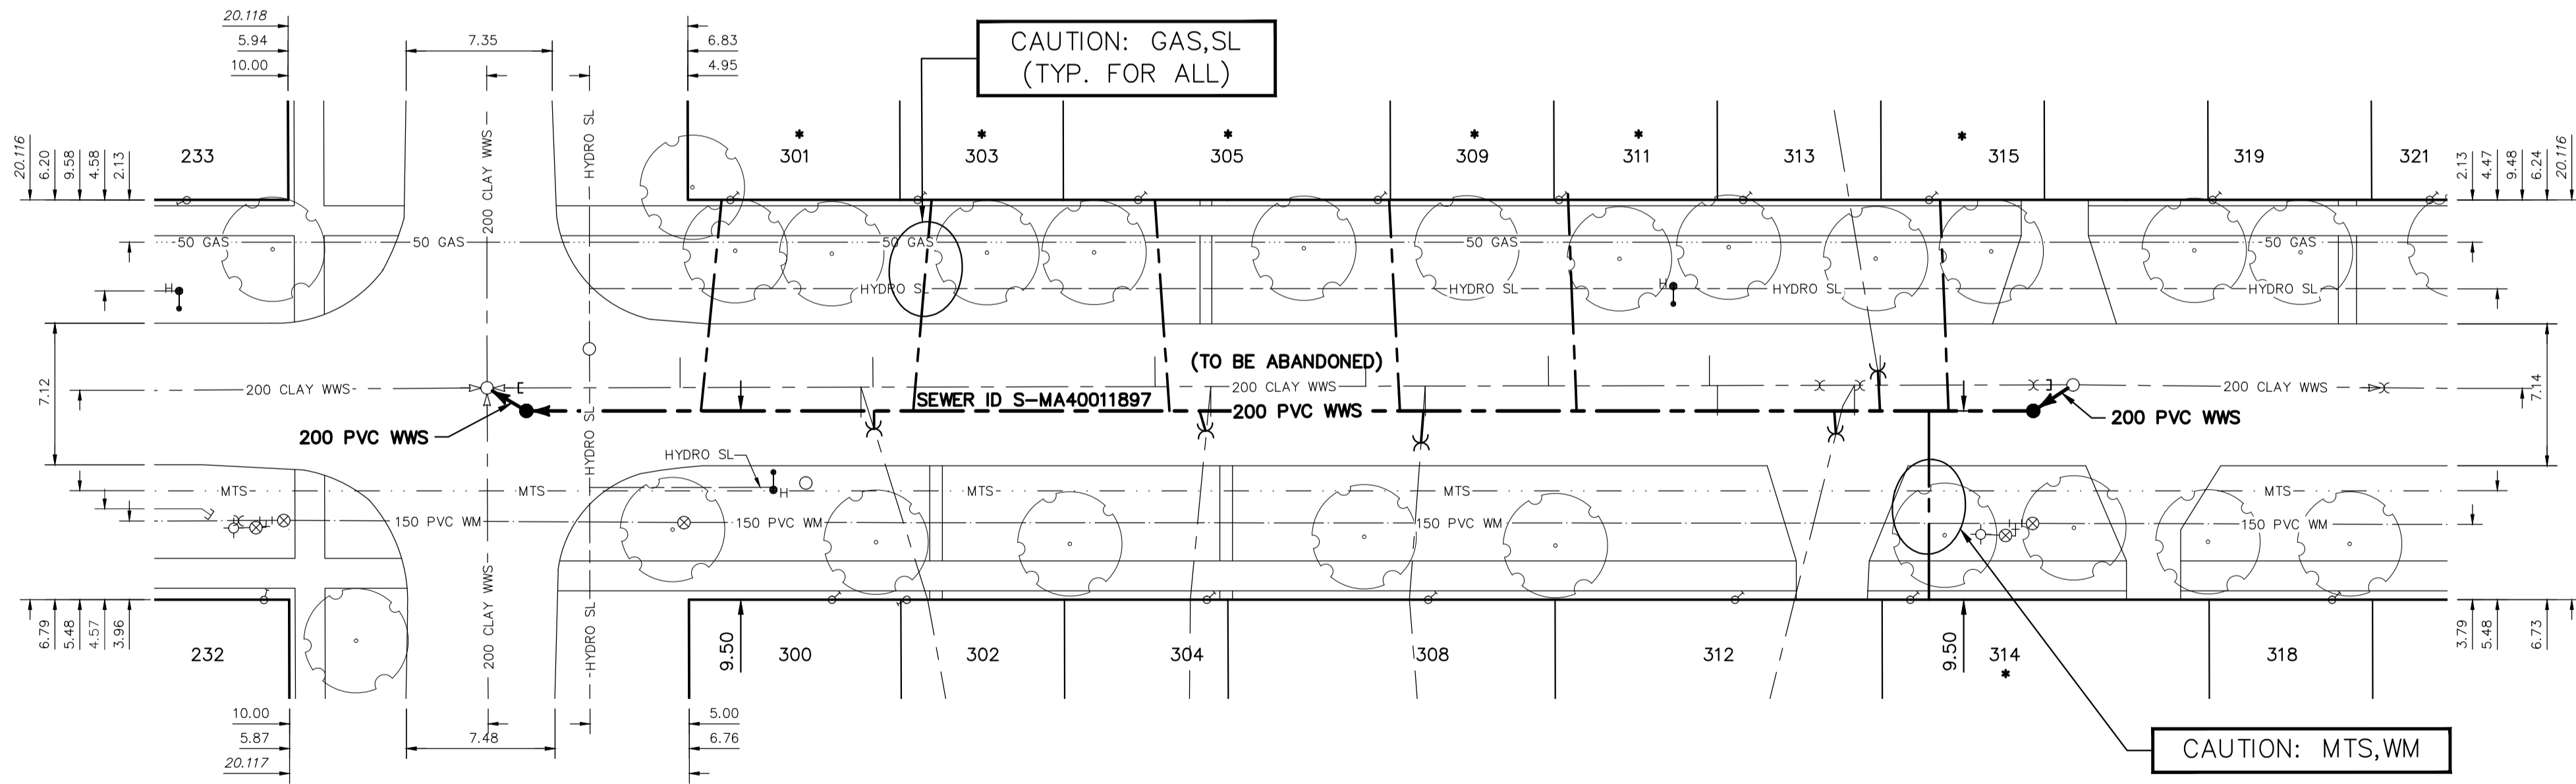 20.118
5.94
10.00
7.35
6.83
4.95
CAUTION: GAS,SL
(TYP. FOR ALL)
200 CLAY WWS
HYDRO SL
20.116
6.20
9.58
4.58
2.13
233
*
301
*
303
*
305
*
309
*
311
313
*
315
319
321
2.13
4.47
9.48
6.24
20.116
50 GAS
50 GAS
50 GAS
50 GAS
50 GAS
H
HYDRO SL
HYDRO SL
H
HYDRO SL
HYDRO SL
7.12
(TO BE ABANDONED)
200 CLAY WWS
200 CLAY WWS
200 CLAY WWS
SEWER ID S-MA40011897
200 PVC WWS
200 PVC WWS
200 PVC WWS
7.14
HYDRO SL
HYDRO SL
H
MTS
MTS
MTS
MTS
MTS
150 PVC WM
150 PVC WM
150 PVC WM
150 PVC WM
200 CLAY WWS
HYDRO SL
6.79
5.48
4.57
3.96
232
9.50
300
302
304
308
312
9.50
314
*
318
3.79
5.48
6.73
10.00
5.87
20.117
7.48
5.00
6.76
CAUTION: MTS,WM